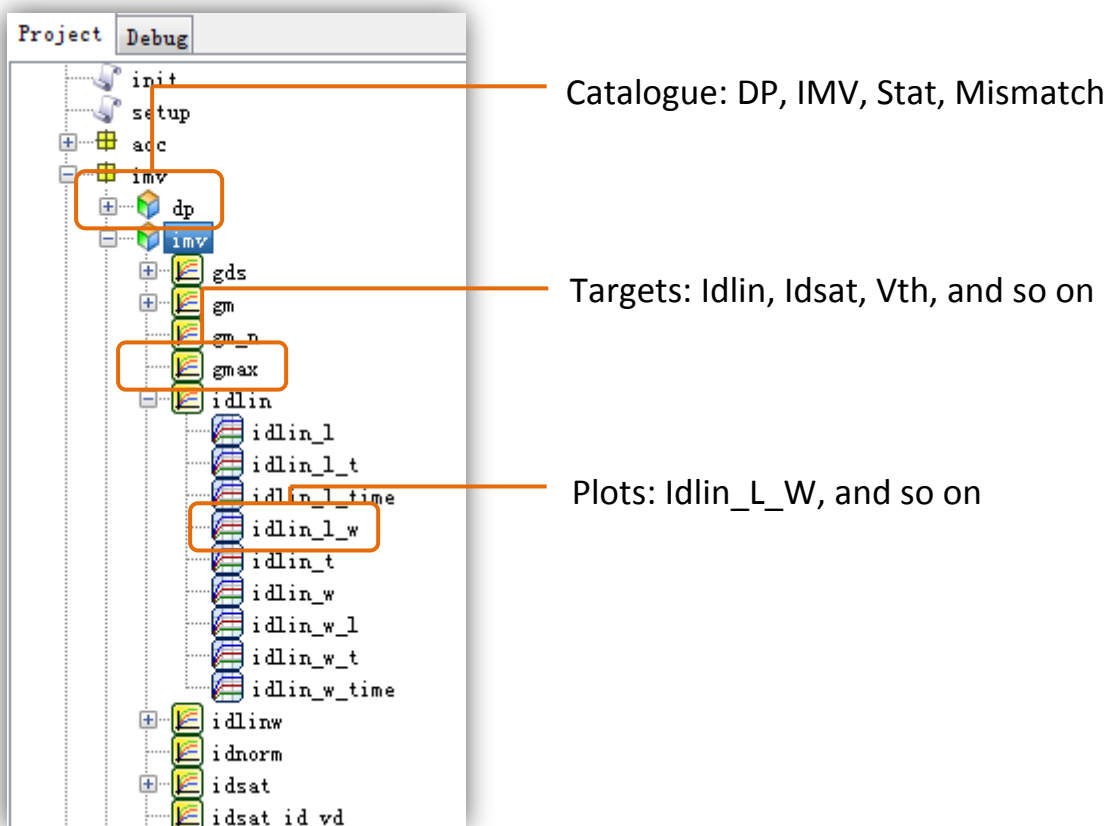 Project Debug
init
setup
Catalogue: DP, IMV, Stat, Mismatch
acc
imv
dp
imv
gds
Targets: Idlin, Idsat, Vth, and so on
gm
gm_n
gmax
idlin
idlin_l
idlin_l_t
idlin_l_time
Plots: Idlin_L_W, and so on
idlin_l_w
idlin_t
idlin_w
idlin_w_l
idlin_w_t
idlin_w_time
idlinw
idnorm
idsat
idsat_id_vd